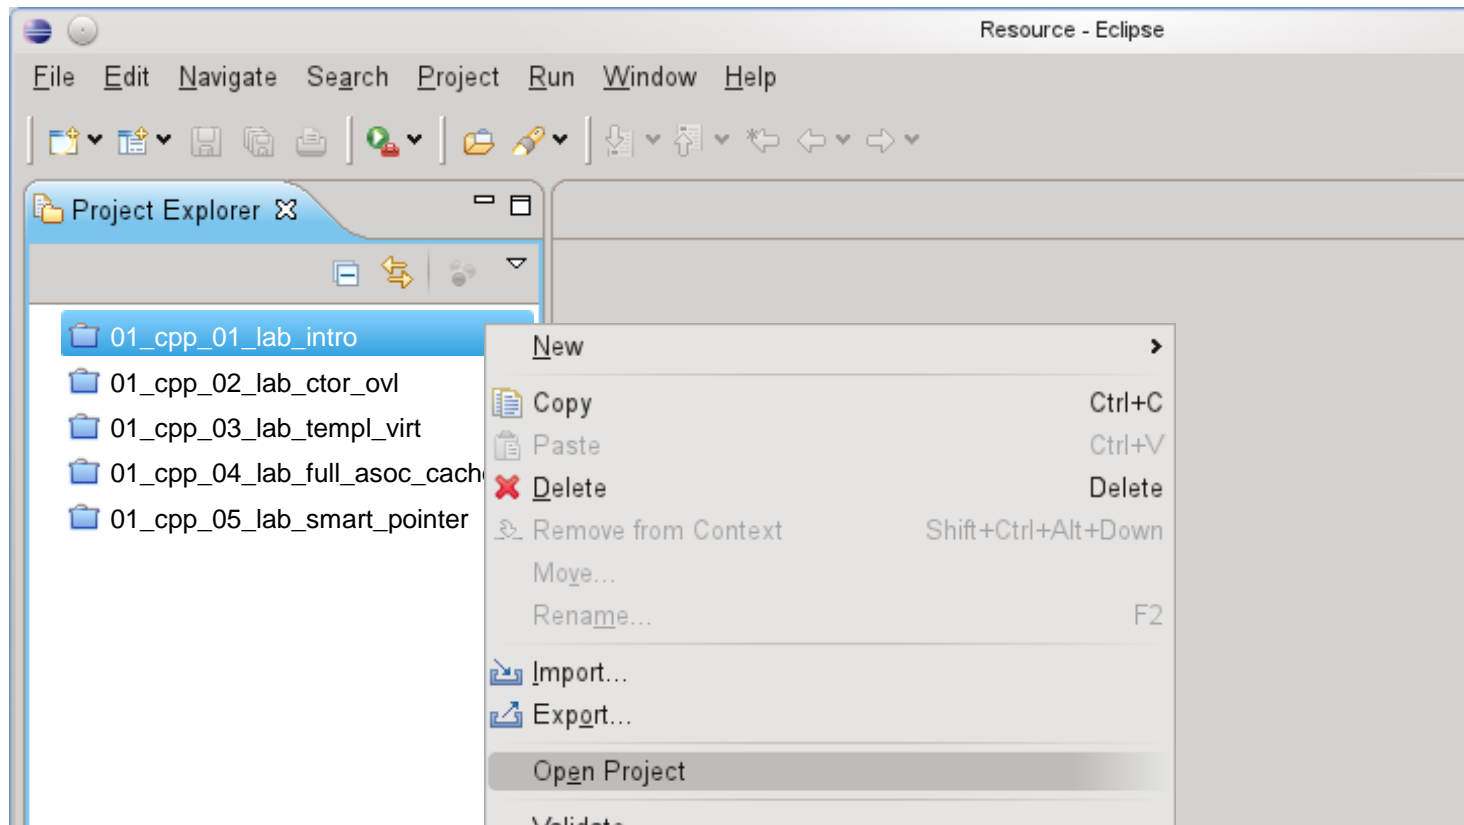 Resource - Eclipse
File Edit Navigate Search Project Run Window Help
Project Explorer
01_cpp_01_lab_intro
01_cpp_02_lab_ctor_ovl
01_cpp_03_lab_templ_virt
01_cpp_04_lab_full_asoc_cach
01_cpp_05_lab_smart_pointer
New
Copy Ctrl+C
Paste Ctrl+V
Delete Delete
Remove from Context Shift+Ctrl+Alt+Down
Move...
Rename... F2
Import...
Export...
Open Project
Validate